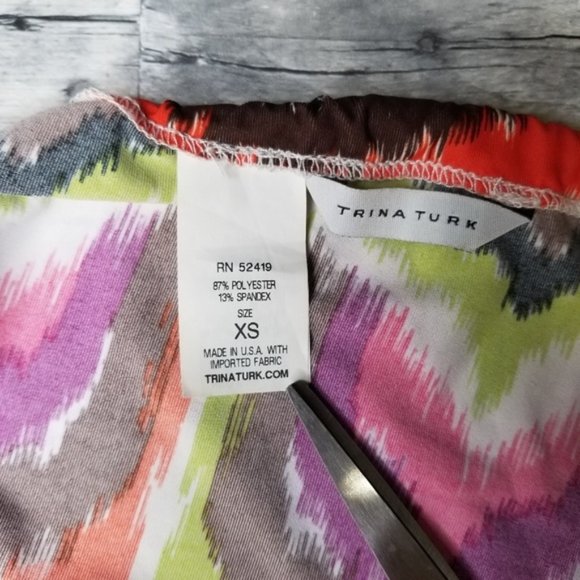 RN 52419
87% POLYESTER
13% SPANDEX
SIZE
XS
MADE IN U.S.A. WITH
IMPORTED FABRIC
TRINATURK.COM
TRINA TURK